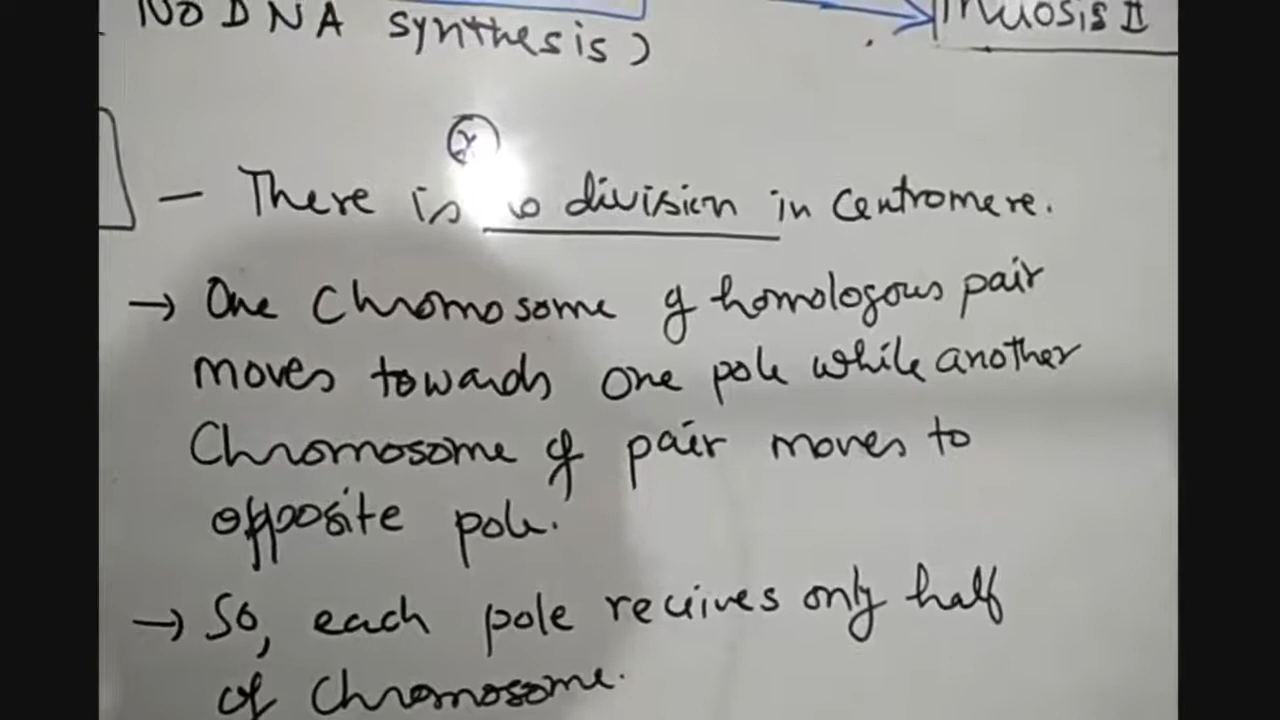 NO DNA synthesis)
Meiosis II
- There is no division in Centromere.
→ One Chromosome of homologous pair
moves towards one pole while another
Chromosome of pair moves to
opposite pole.
→ So, each pole recieves only half
of Chromosome.